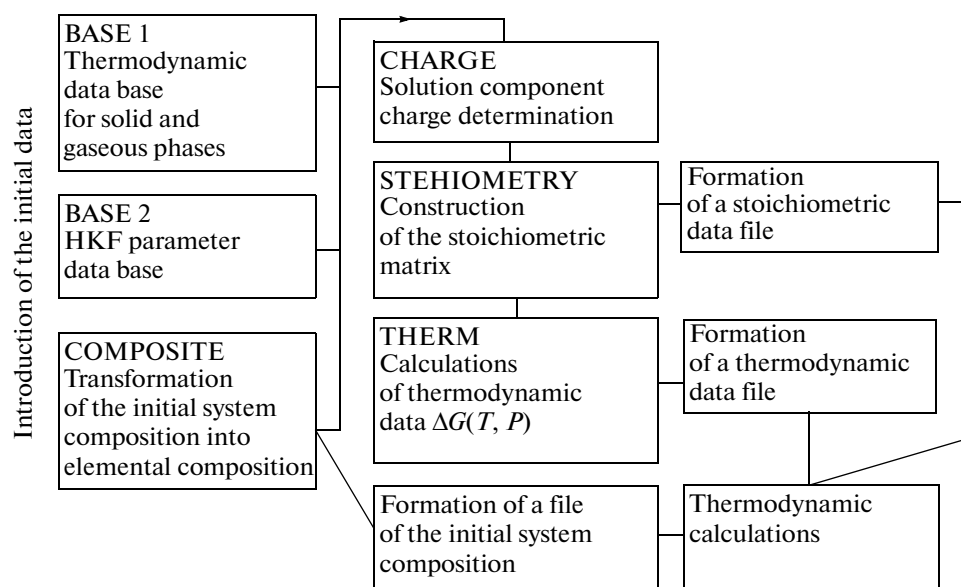 Introduction of the initial data
BASE 1
Thermodynamic
data base
for solid and
gaseous phases
BASE 2
HKF parameter
data base
COMPOSITE
Transformation
of the initial system
composition into
elemental composition
CHARGE
Solution component
charge determination
STEHIOMETRY
Construction
of the stoichiometric
matrix
THERM
Calculations
of thermodynamic
data ΔG(T, P)
Formation of a file
of the initial system
composition
Formation
of a stoichiometric
data file
Formation
of a thermodynamic
data file
Thermodynamic
calculations